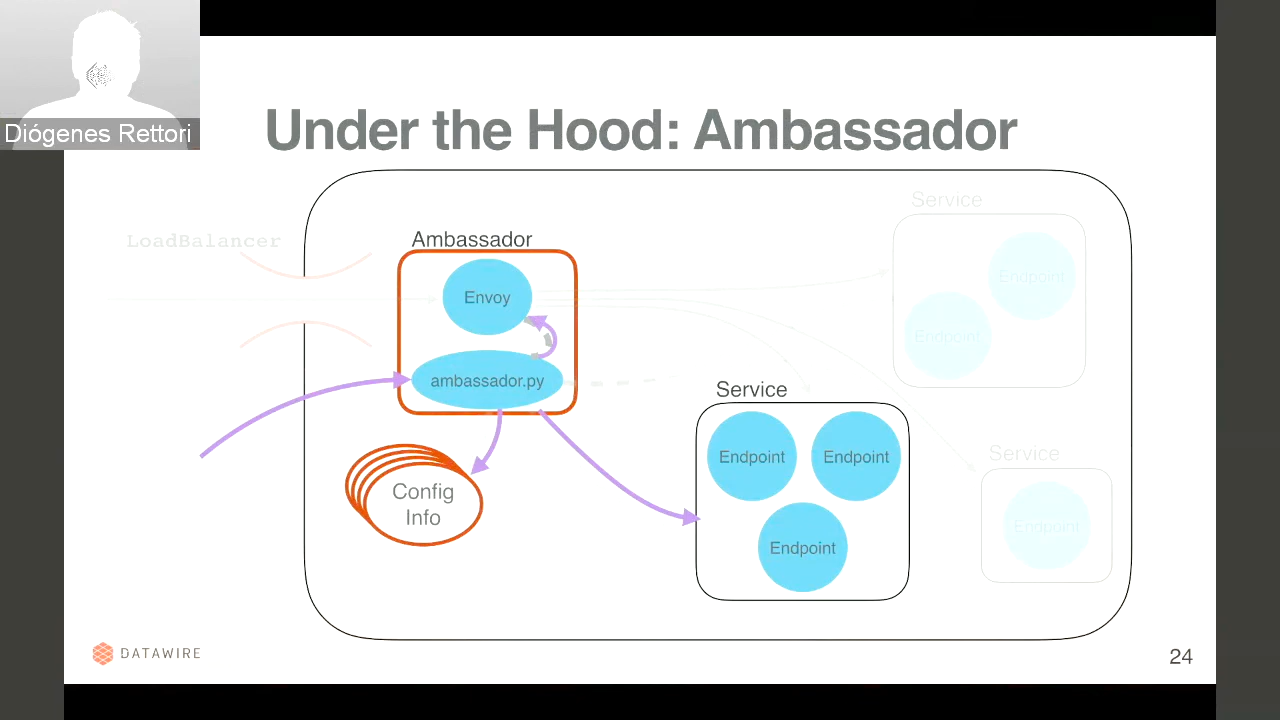 Diógenes Rettori
Under the Hood: Ambassador
Service
LoadBalancer
Ambassador
Endpoint
Envoy
Endpoint
ambassador.py
Service
Service
Endpoint
Endpoint
Config
Info
Endpoint
Endpoint
DATAWIRE
24